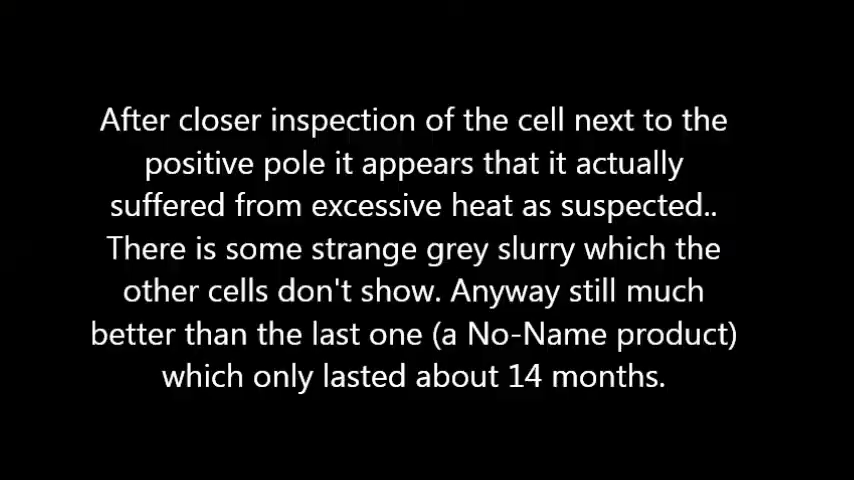 After closer inspection of the cell next to the
positive pole it appears that it actually
suffered from excessive heat as suspected..
There is some strange grey slurry which the
other cells don't show. Anyway still much
better than the last one (a No-Name product)
which only lasted about 14 months.